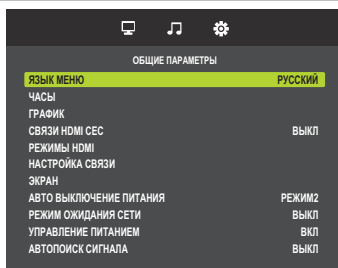 ОБЩИЕ ПАРАМЕТРЫ
ЯЗЫК МЕНЮ РУССКИЙ
ЧАСЫ
ГРАФИК
СВЯЗИ HDMI CEC ВЫКЛ
РЕЖИМЫ HDMI
НАСТРОЙКА СВЯЗИ
ЭКРАН
АВТО ВЫКЛЮЧЕНИЕ ПИТАНИЯ РЕЖИМ2
РЕЖИМ ОЖИДАНИЯ СЕТИ ВЫКЛ
УПРАВЛЕНИЕ ПИТАНИЕМ ВКЛ
АВТОПОИСК СИГНАЛА ВЫКЛ